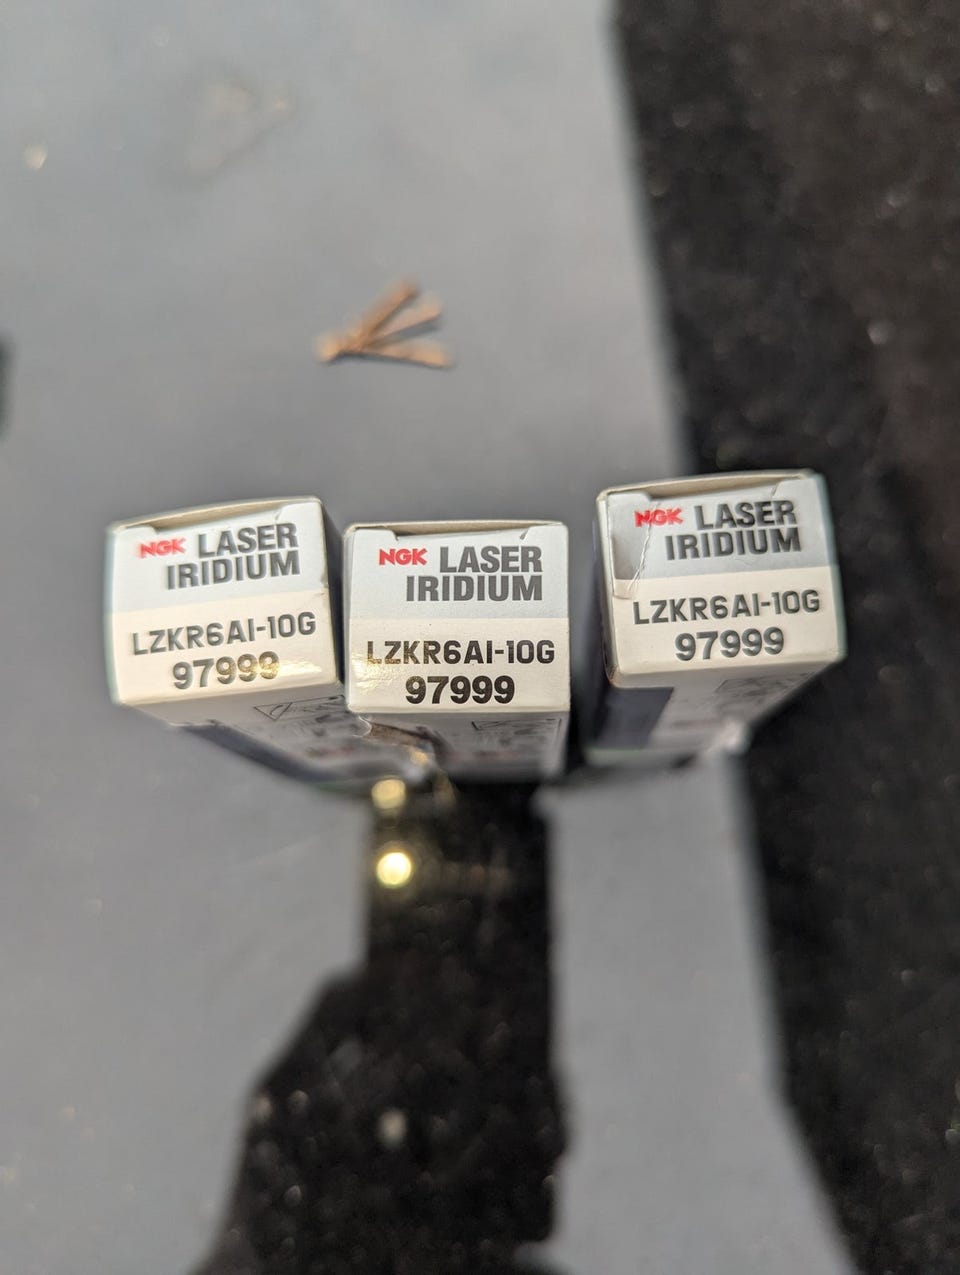 NGK LASER
IRIDIUM
LZKR6AI-10G
97999
NGK LASER
IRIDIUM
LZKR6AI-10G
97999
NGK LASER
IRIDIUM
LZKR6AI-10G
97999